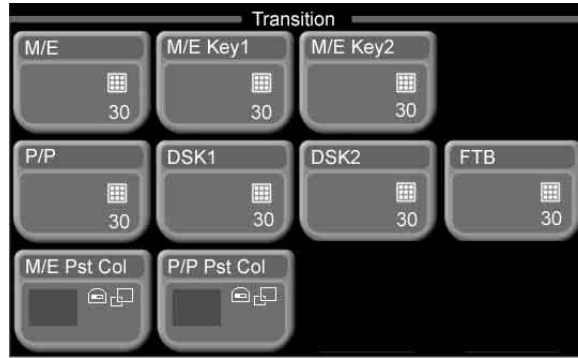 Transition
M/E M/E Key1 M/E Key2
30 30 30
P/P DSK1 DSK2 FTB
30 30 30 30
M/E Pst Col P/P Pst Col